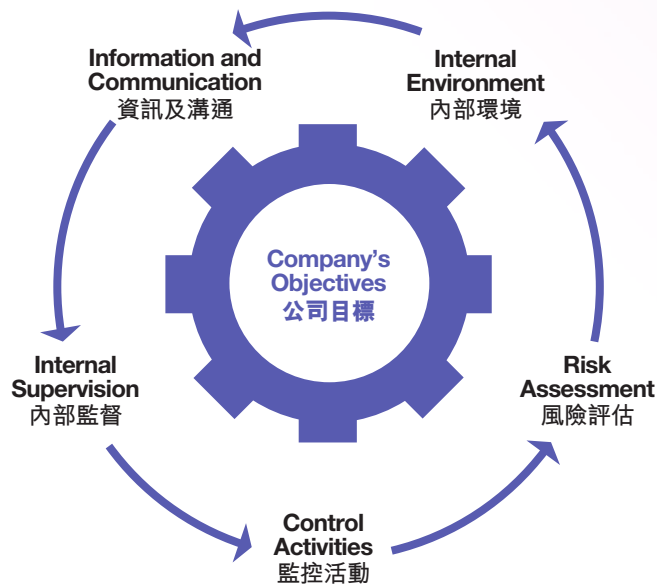 Information and
Communication
資訊及溝通
Internal
Environment
內部環境
Company's
Objectives
公司目標
Internal
Supervision
內部監督
Risk
Assessment
風險評估
Control
Activities
監控活動